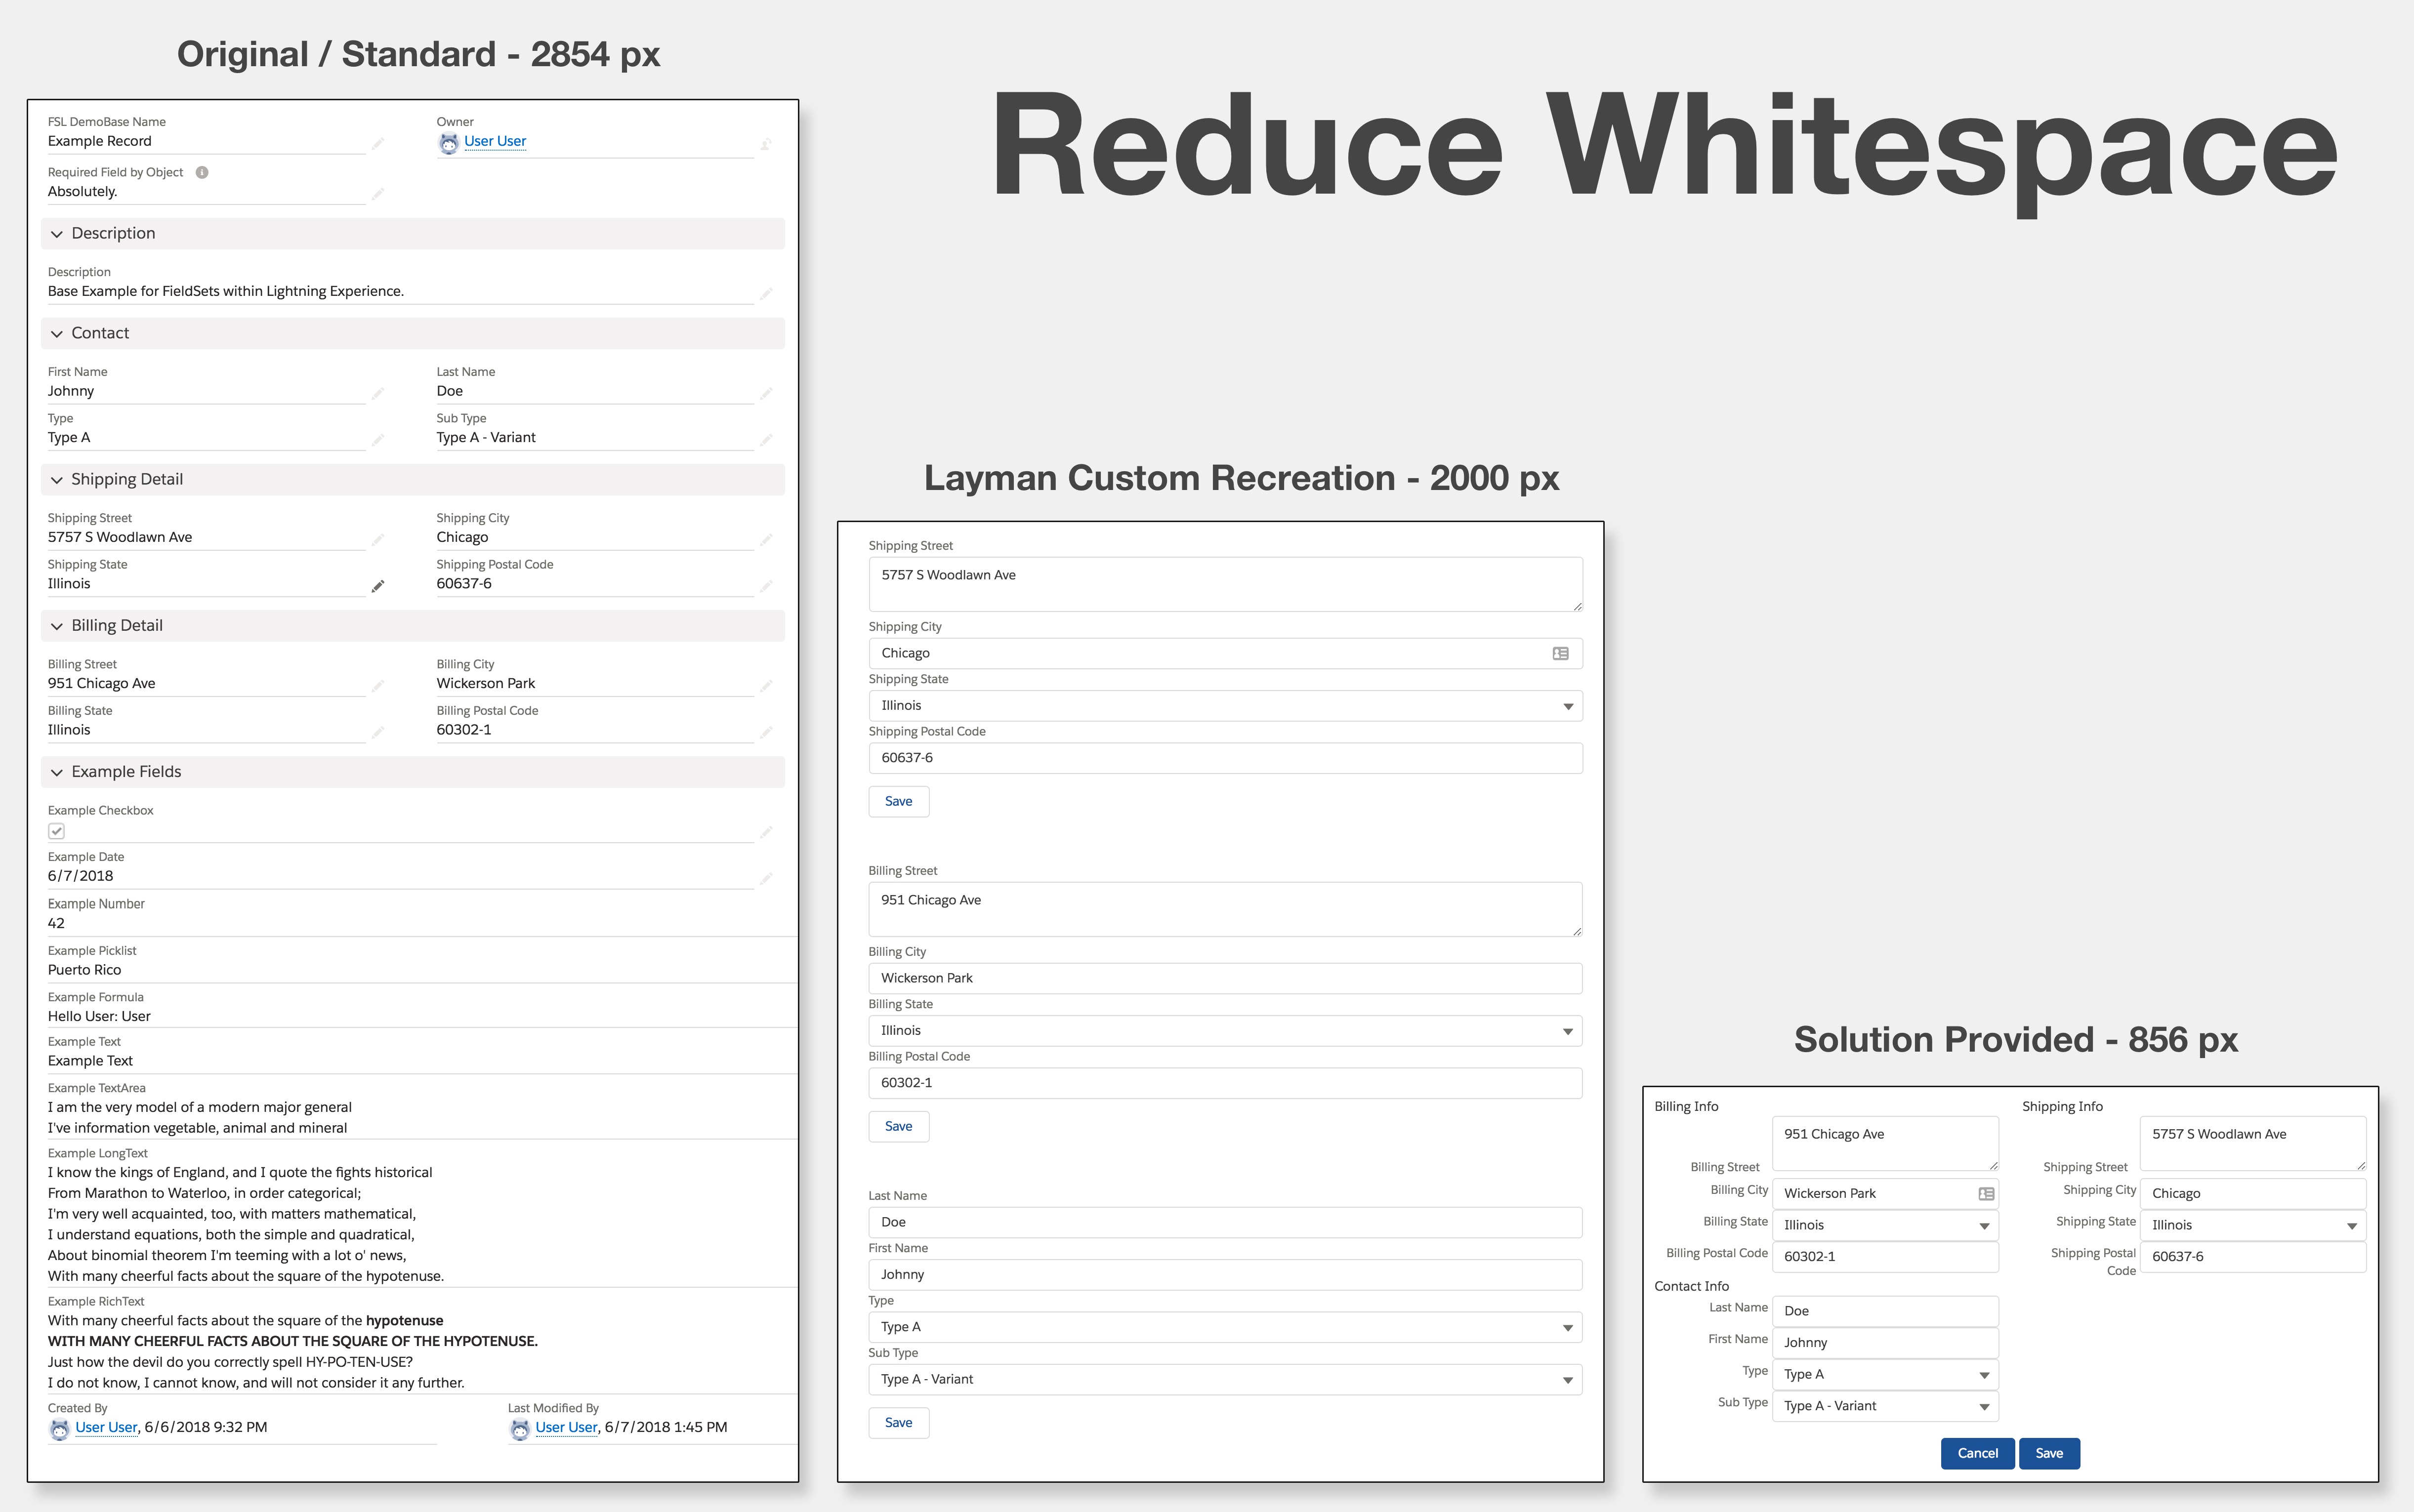 Original / Standard - 2854 px
Reduce Whitespace
FSL DemoBase Name
Example Record
Owner
User User
Required Field by Object
Absolutely.
Description
Description
Base Example for FieldSets within Lightning Experience.
Contact
First Name
Johnny
Last Name
Doe
Type
Type A
Sub Type
Type A - Variant
Shipping Detail
Shipping Street
5757 S Woodlawn Ave
Shipping City
Chicago
Shipping State
Illinois
Shipping Postal Code
60637-6
Billing Detail
Billing Street
951 Chicago Ave
Billing City
Wickerson Park
Billing State
Illinois
Billing Postal Code
60302-1
Example Fields
Example Checkbox
Example Date
6/7/2018
Example Number
42
Example Picklist
Puerto Rico
Example Formula
Hello User: User
Example Text
Example Text
Example TextArea
I am the very model of a modern major general
I've information vegetable, animal and mineral
Example LongText
I know the kings of England, and I quote the fights historical
From Marathon to Waterloo, in order categorical;
I'm very well acquainted, too, with matters mathematical,
I understand equations, both the simple and quadratical,
About binomial theorem I'm teeming with a lot o' news,
With many cheerful facts about the square of the hypotenuse.
Example RichText
With many cheerful facts about the square of the hypotenuse
WITH MANY CHEERFUL FACTS ABOUT THE SQUARE OF THE HYPOTENUSE.
Just how the devil do you correctly spell HY-PO-TEN-USE?
I do not know, I cannot know, and will not consider it any further.
Created By
User User, 6/6/2018 9:32 PM
Last Modified By
User User, 6/7/2018 1:45 PM
Layman Custom Recreation - 2000 px
Shipping Street
5757 S Woodlawn Ave
Shipping City
Chicago
Shipping State
Illinois
Shipping Postal Code
60637-6
Save
Billing Street
951 Chicago Ave
Billing City
Wickerson Park
Billing State
Illinois
Billing Postal Code
60302-1
Save
Last Name
Doe
First Name
Johnny
Type
Type A
Sub Type
Type A - Variant
Save
Solution Provided - 856 px
Billing Info
Billing Street
951 Chicago Ave
Billing City
Wickerson Park
Billing State
Illinois
Billing Postal Code
60302-1
Shipping Info
Shipping Street
5757 S Woodlawn Ave
Shipping City
Chicago
Shipping State
Illinois
Shipping Postal
Code
60637-6
Contact Info
Last Name
Doe
First Name
Johnny
Type
Type A
Sub Type
Type A - Variant
Cancel
Save